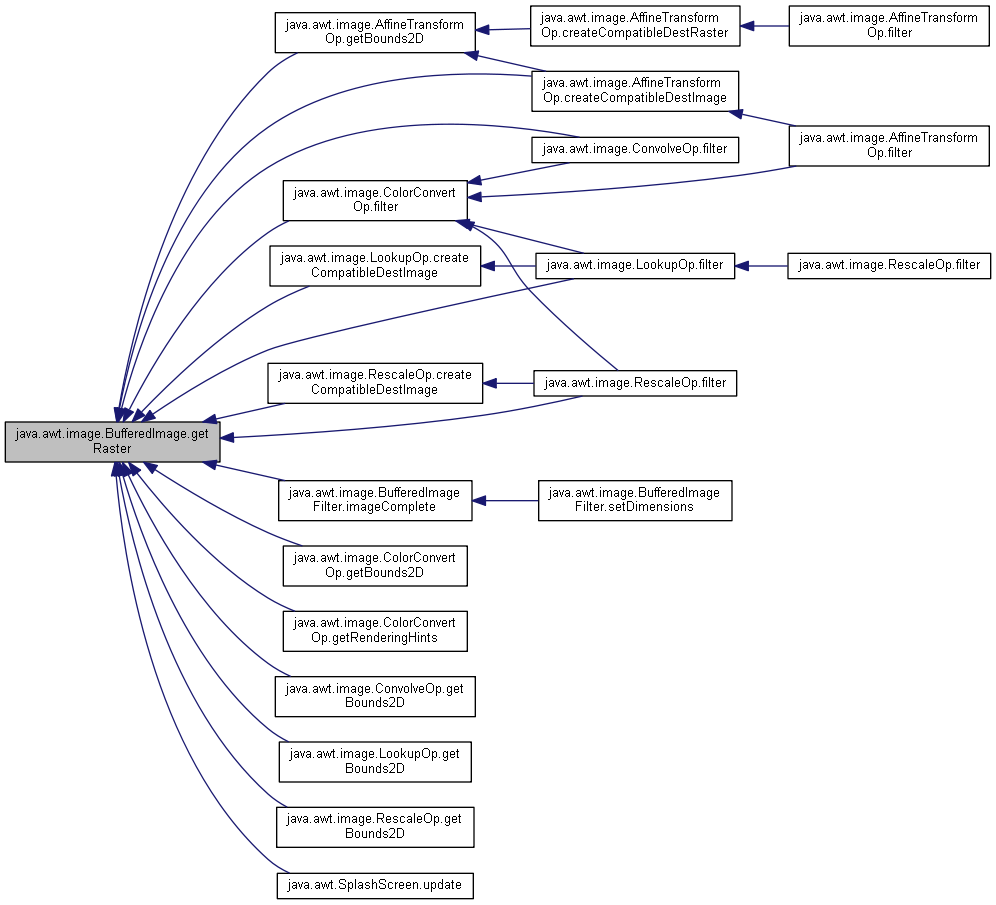 java.awt.image.AffineTransform
Op.getBounds2D
java.awt.image.AffineTransform
Op.createCompatibleDestRaster
java.awt.image.AffineTransform
Op.filter
java.awt.image.AffineTransform
Op.createCompatibleDestImage
java.awt.image.AffineTransform
Op.filter
java.awt.image.ConvolveOp.filter
java.awt.image.ColorConvert
Op.filter
java.awt.image.LookupOp.create
CompatibleDestImage
java.awt.image.LookupOp.filter
java.awt.image.RescaleOp.filter
java.awt.image.RescaleOp.create
CompatibleDestImage
java.awt.image.RescaleOp.filter
java.awt.image.BufferedImage.get
Raster
java.awt.image.BufferedImage
Filter.imageComplete
java.awt.image.BufferedImage
Filter.setDimensions
java.awt.image.ColorConvert
Op.getBounds2D
java.awt.image.ColorConvert
Op.getRenderingHints
java.awt.image.ConvolveOp.get
Bounds2D
java.awt.image.LookupOp.get
Bounds2D
java.awt.image.RescaleOp.get
Bounds2D
java.awt.SplashScreen.update